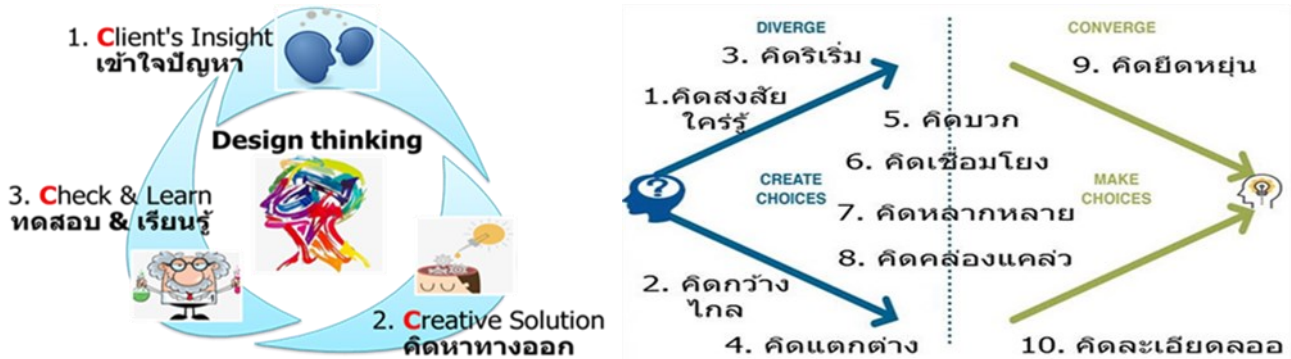 1. Client's Insight
เข้าใจปัญหา
Design thinking
3. Check & Learn
ทดสอบ & เรียนรู้
2. Creative Solution
คิดหาทางออก
DIVERGE
CONVERGE
3. คิดริเริ่ม
9. คิดยืดหยุ่น
1.คิดสงสัย
ใคร่รู้
5. คิดบวก
6. คิดเชื่อมโยง
?
CREATE
CHOICES
MAKE
CHOICES
7. คิดหลากหลาย
8. คิดคล่องแคล่ว
2. คิดกว้าง
ไกล
4. คิดแตกต่าง
10. คิดละเอียดลออ